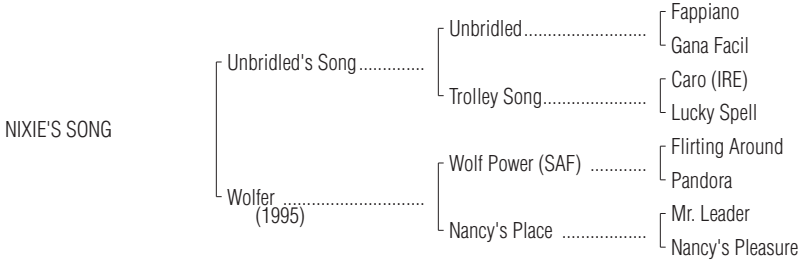 Fappiano
Unbridled..........................
Gana Facil
Unbridled's Song..............
Caro (IRE)
Trolley Song......................
Lucky Spell
NIXIE'S SONG
Flirting Around
Wolf Power (SAF) ............
Pandora
Wolfer ..............................
(1995)
Mr. Leader
Nancy's Place ..................
Nancy's Pleasure